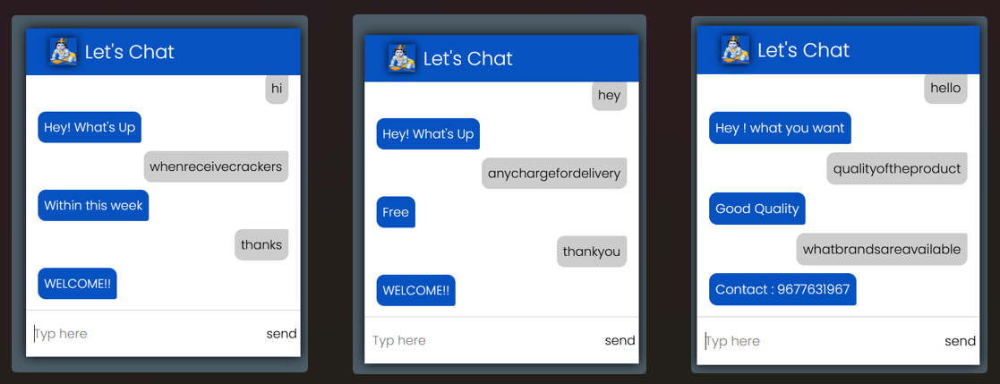 Let's Chat
hi
Hey! What's Up
whenreceivecrackers
Within this week
thanks
WELCOME!!
Typ here
send
Let's Chat
hey
Hey! What's Up
anychargefordelivery
Free
thankyou
WELCOME!!
Typ here
send
Let's Chat
hello
Hey ! what you want
qualityoftheproduct
Good Quality
whatbrandsareavailable
Contact : 9677631967
Typ here
send